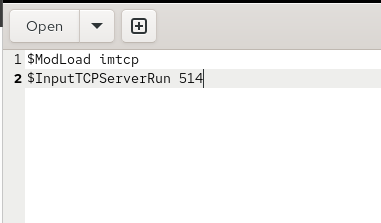 Open
1 $ModLoad imtcp
2 $InputTCPServerRun 514